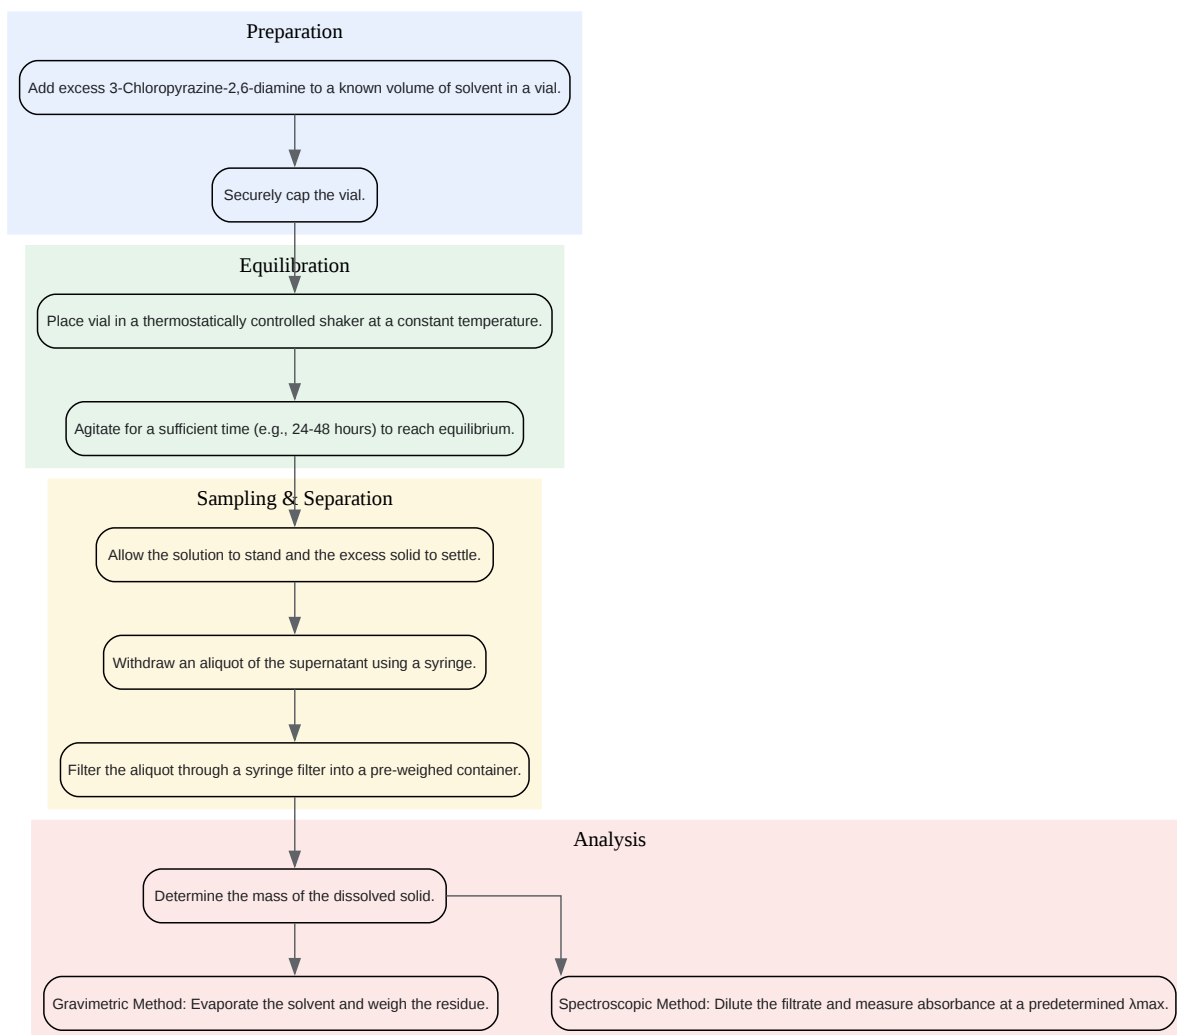 Preparation
Add excess 3-Chloropyrazine-2,6-diamine to a known volume of solvent in a vial.
Securely cap the vial.
Equilibration
Place vial in a thermostatically controlled shaker at a constant temperature.
Agitate for a sufficient time (e.g., 24-48 hours) to reach equilibrium.
Sampling & Separation
Allow the solution to stand and the excess solid to settle.
Withdraw an aliquot of the supernatant using a syringe.
Filter the aliquot through a syringe filter into a pre-weighed container.
Analysis
Determine the mass of the dissolved solid.
Gravimetric Method: Evaporate the solvent and weigh the residue.
Spectroscopic Method: Dilute the filtrate and measure absorbance at a predetermined λmax.